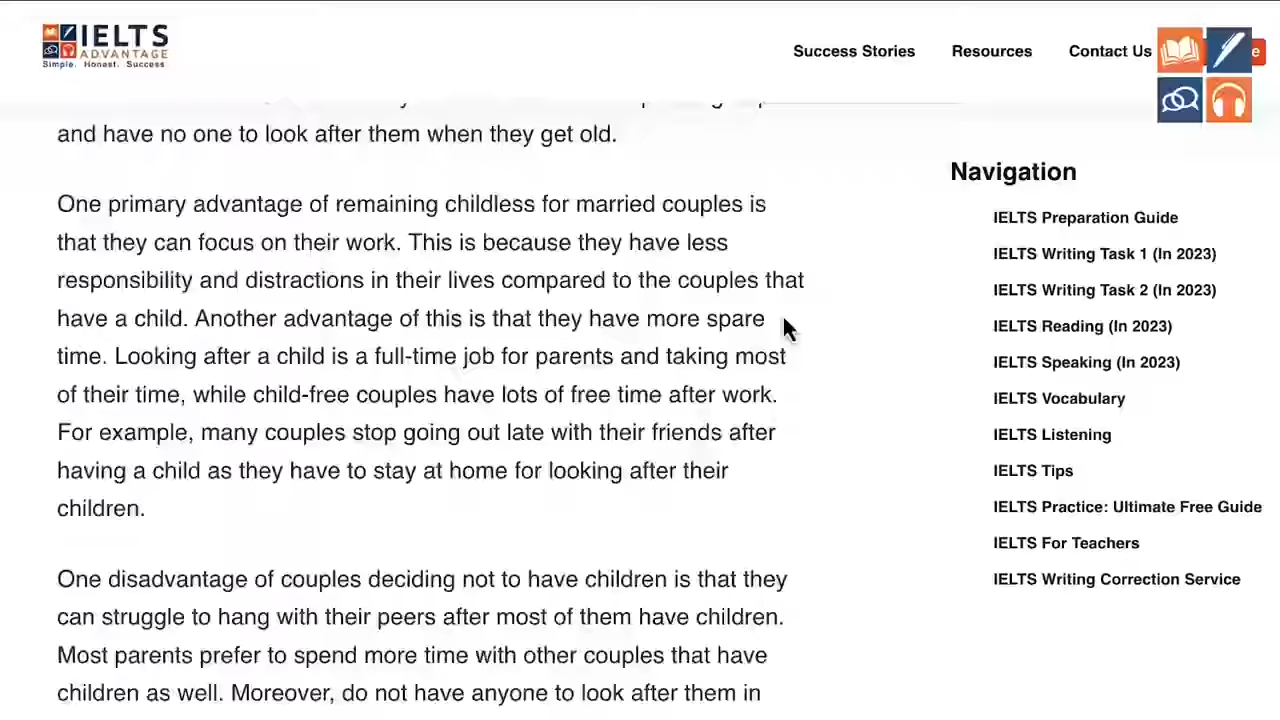 IELTS
ADVANTAGE
Simple. Honest. Success
Success Stories
Resources
Contact Us
and have no one to look after them when they get old.
One primary advantage of remaining childless for married couples is
that they can focus on their work. This is because they have less
responsibility and distractions in their lives compared to the couples that
have a child. Another advantage of this is that they have more spare
time. Looking after a child is a full-time job for parents and taking most
of their time, while child-free couples have lots of free time after work.
For example, many couples stop going out late with their friends after
having a child as they have to stay at home for looking after their
children.
One disadvantage of couples deciding not to have children is that they
can struggle to hang with their peers after most of them have children.
Most parents prefer to spend more time with other couples that have
children as well. Moreover, do not have anyone to look after them in
Navigation
IELTS Preparation Guide
IELTS Writing Task 1 (In 2023)
IELTS Writing Task 2 (In 2023)
IELTS Reading (In 2023)
IELTS Speaking (In 2023)
IELTS Vocabulary
IELTS Listening
IELTS Tips
IELTS Practice: Ultimate Free Guide
IELTS For Teachers
IELTS Writing Correction Service